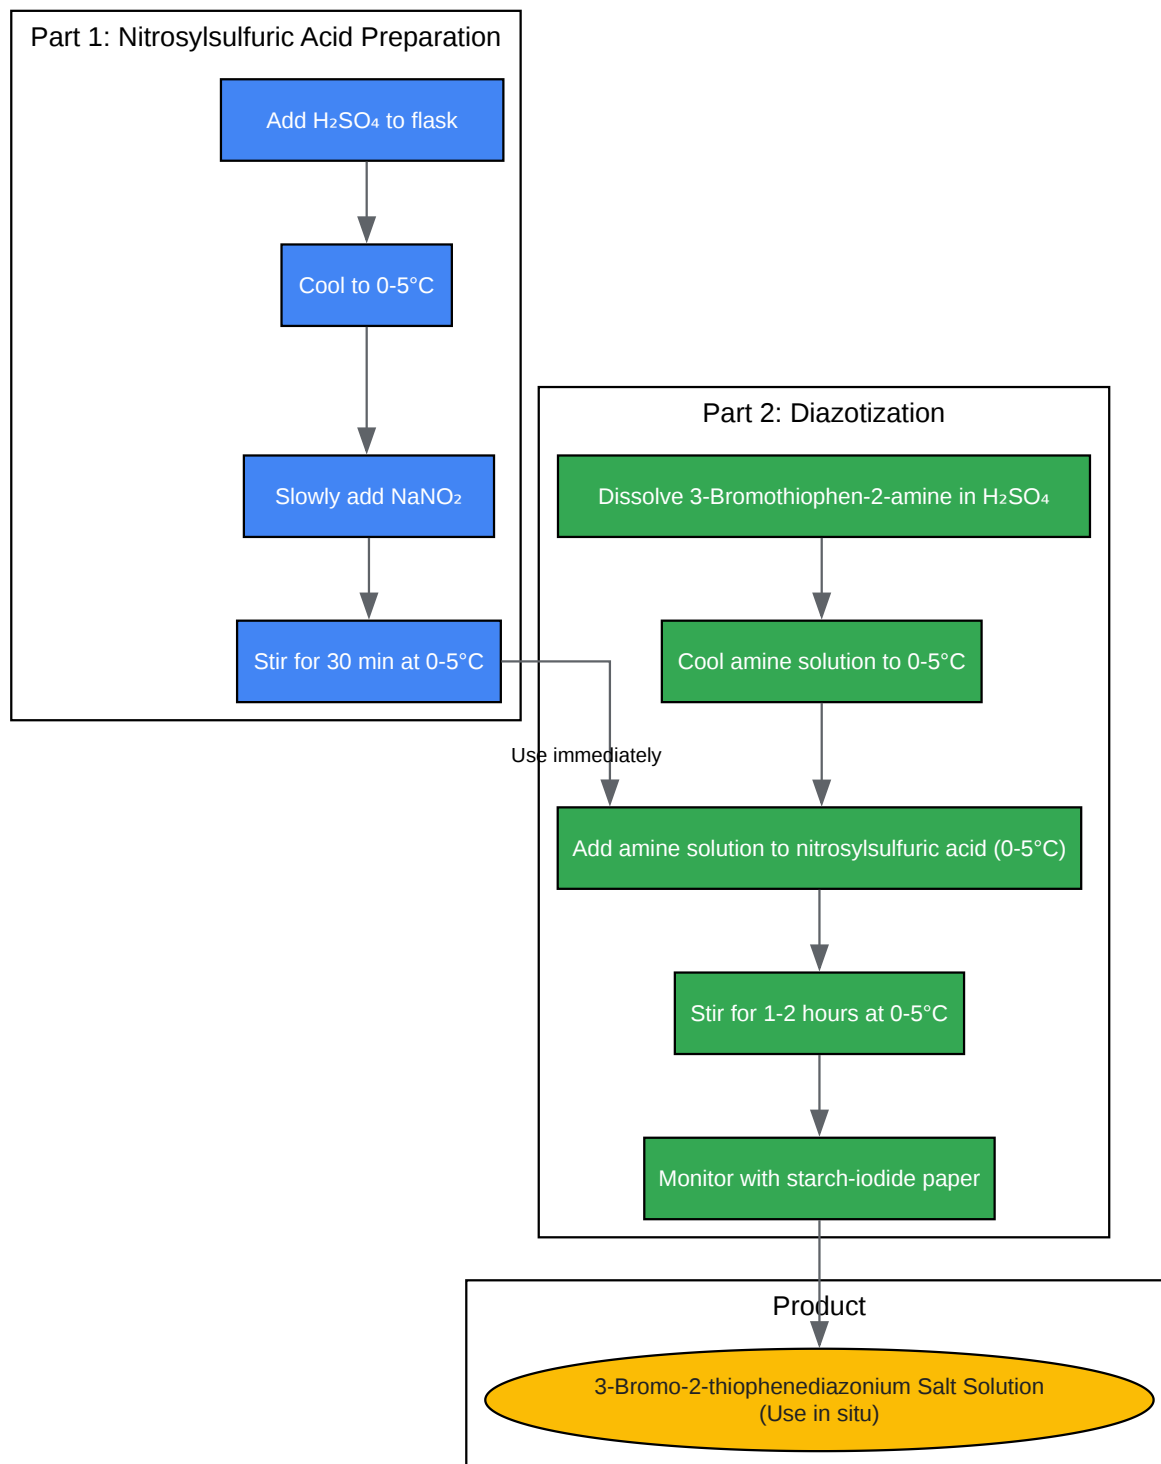 Part 1: Nitrosylsulfuric Acid Preparation
Add H₂SO₄ to flask
Cool to 0-5°C
Slowly add NaNO₂
Stir for 30 min at 0-5°C
Use immediately
Part 2: Diazotization
Dissolve 3-Bromothiophen-2-amine in H₂SO₄
Cool amine solution to 0-5°C
Add amine solution to nitrosylsulfuric acid (0-5°C)
Stir for 1-2 hours at 0-5°C
Monitor with starch-iodide paper
Product
3-Bromo-2-thiophenediazonium Salt Solution
(Use in situ)